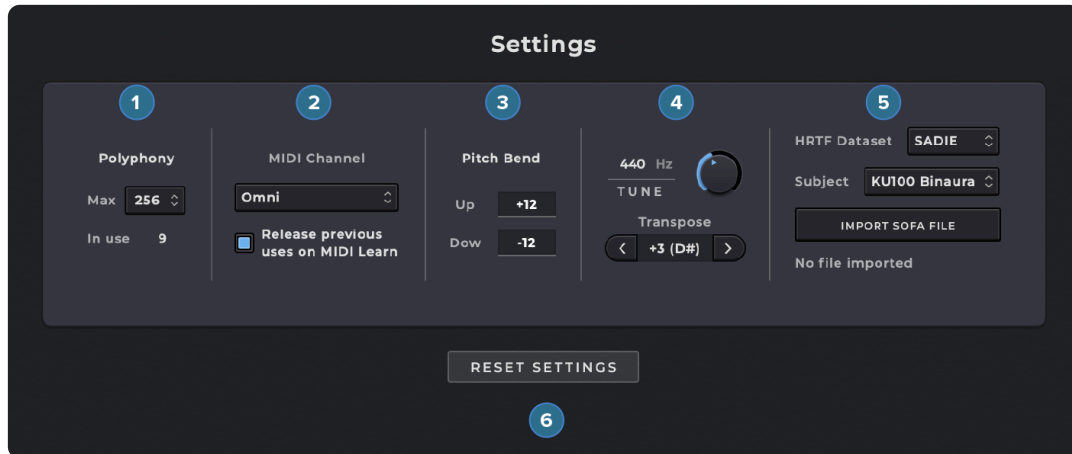 Settings
1
Polyphony
Max 256
In use 9
2
MIDI Channel
Omni
Release previous
uses on MIDI Learn
3
Pitch Bend
Up +12
Dow -12
4
440 Hz
TUNE
Transpose
+3 (D#)
5
HRTF Dataset SADIE
Subject KU100 Binaura
IMPORT SOFA FILE
No file imported
RESET SETTINGS
6